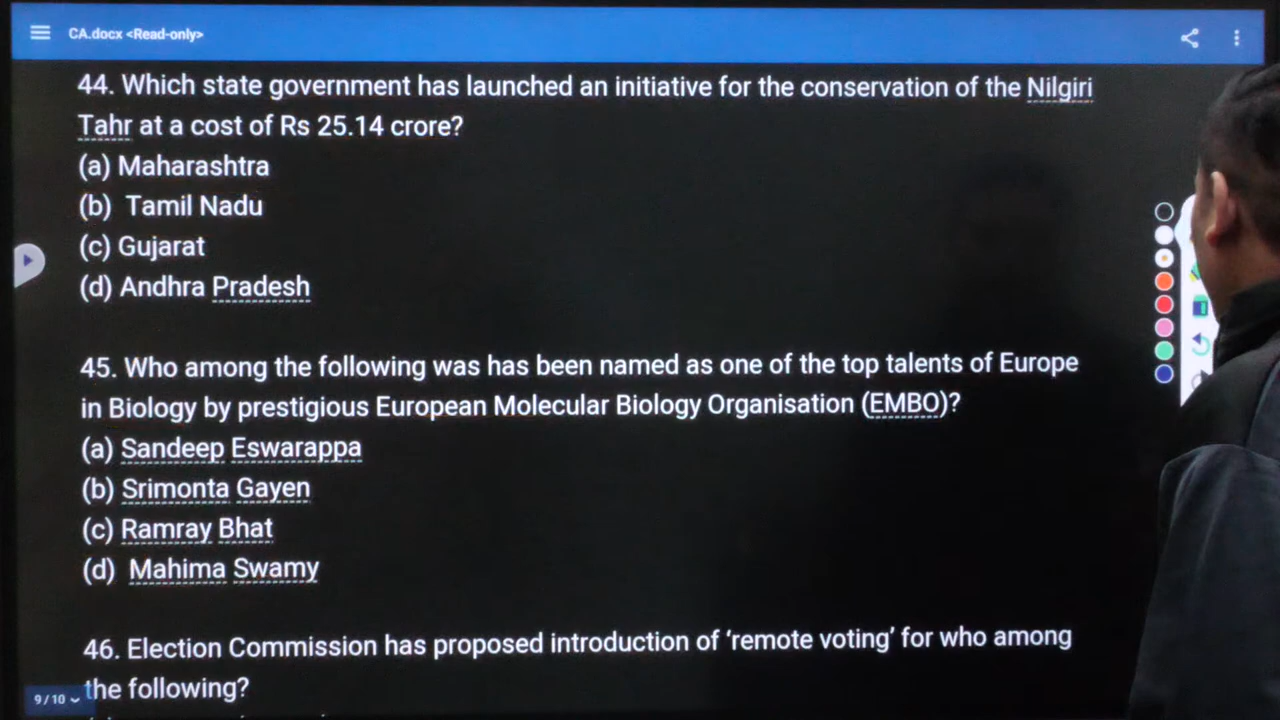 CA.docx <Read-only>
44. Which state government has launched an initiative for the conservation of the Nilgiri
Tahr at a cost of Rs 25.14 crore?
(a) Maharashtra
(b) Tamil Nadu
(c) Gujarat
(d) Andhra Pradesh
45. Who among the following was has been named as one of the top talents of Europe
in Biology by prestigious European Molecular Biology Organisation (EMBO)?
(a) Sandeep Eswarappa
(b) Srimonta Gayen
(c) Ramray Bhat
(d) Mahima Swamy
46. Election Commission has proposed introduction of ‘remote voting’ for who among
the following?
9/10